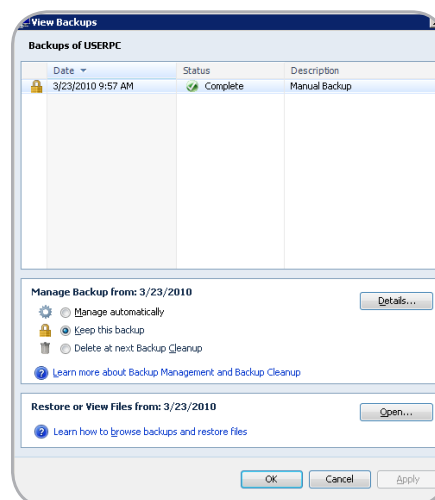 View Backups
Backups of USERPC
Date Status Description
3/23/2010 9:57 AM Complete Manual Backup
Manage Backup from: 3/23/2010
Details...
Manage automatically
Keep this backup
Delete at next Backup Cleanup
Learn more about Backup Management and Backup Cleanup
Restore or View Files from: 3/23/2010
Open...
Learn how to browse backups and restore files
OK Cancel Apply